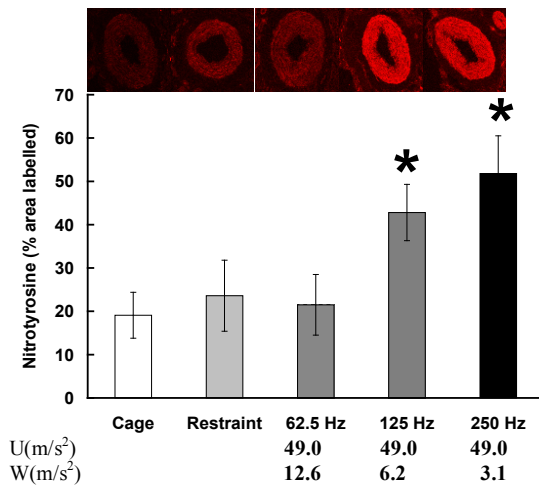 70
60
50
40
30
20
10
0
Nitrotyrosine (% area labelled)
* *
Cage Restraint 62.5 Hz 125 Hz 250 Hz
U(m/s²) 49.0 49.0 49.0
W(m/s²) 12.6 6.2 3.1